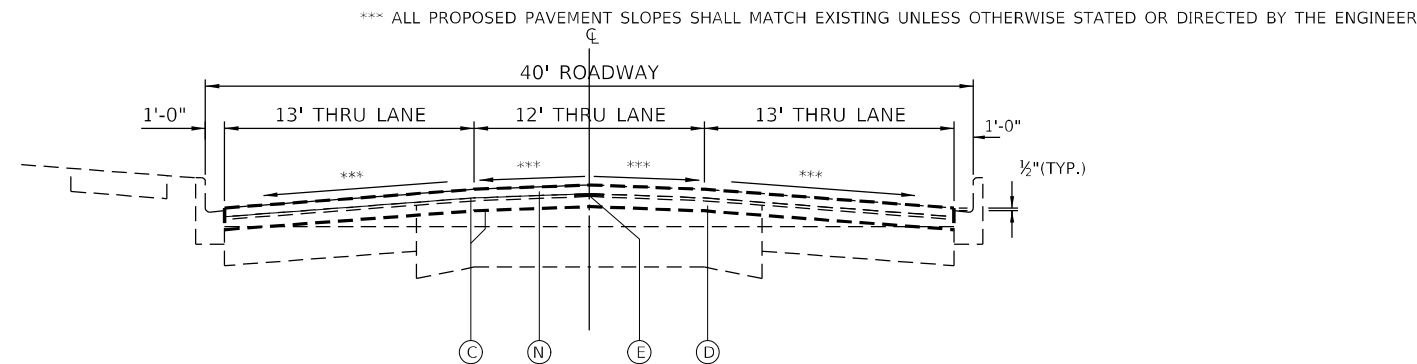 *** ALL PROPOSED PAVEMENT SLOPES SHALL MATCH EXISTING UNLESS OTHERWISE STATED OR DIRECTED BY THE ENGINEER
℄
40' ROADWAY
1'-0" 13' THRU LANE 12' THRU LANE 13' THRU LANE 1'-0"
*** *** *** ***
½"(TYP.)
C N E D